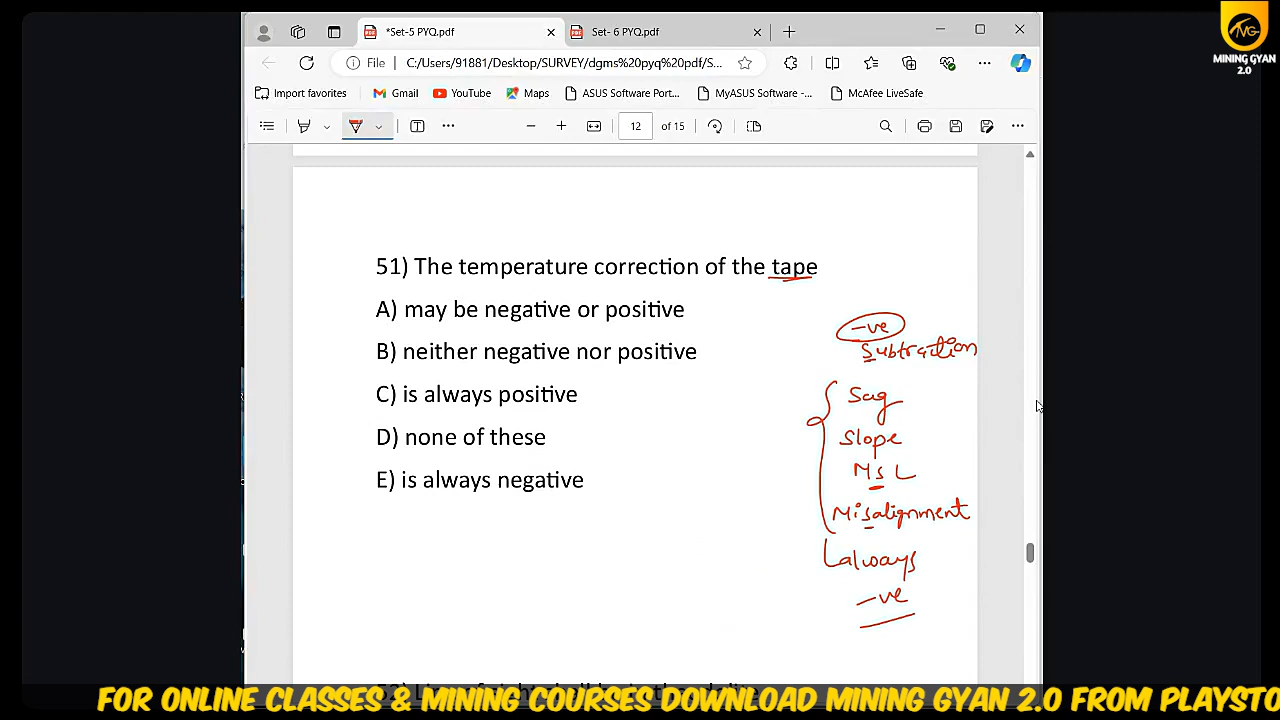 MINING GYAN
2.0
*Set-5 PYQ.pdf
Set- 6 PYQ.pdf
File
C:/Users/91881/Desktop/SURVEY/dgms%20pyq%20pdf/S...
Import favorites
Gmail
YouTube
Maps
ASUS Software Port...
MyASUS Software -...
McAfee LiveSafe
12 of 15
51) The temperature correction of the tape
A) may be negative or positive
B) neither negative nor positive
C) is always positive
D) none of these
E) is always negative
-ve
Subtraction
Sag
Slope
MsL
Misalignment
always
-ve
FOR ONLINE CLASSES & MINING COURSES DOWNLOAD MINING GYAN 2.0 FROM PLAYSTO